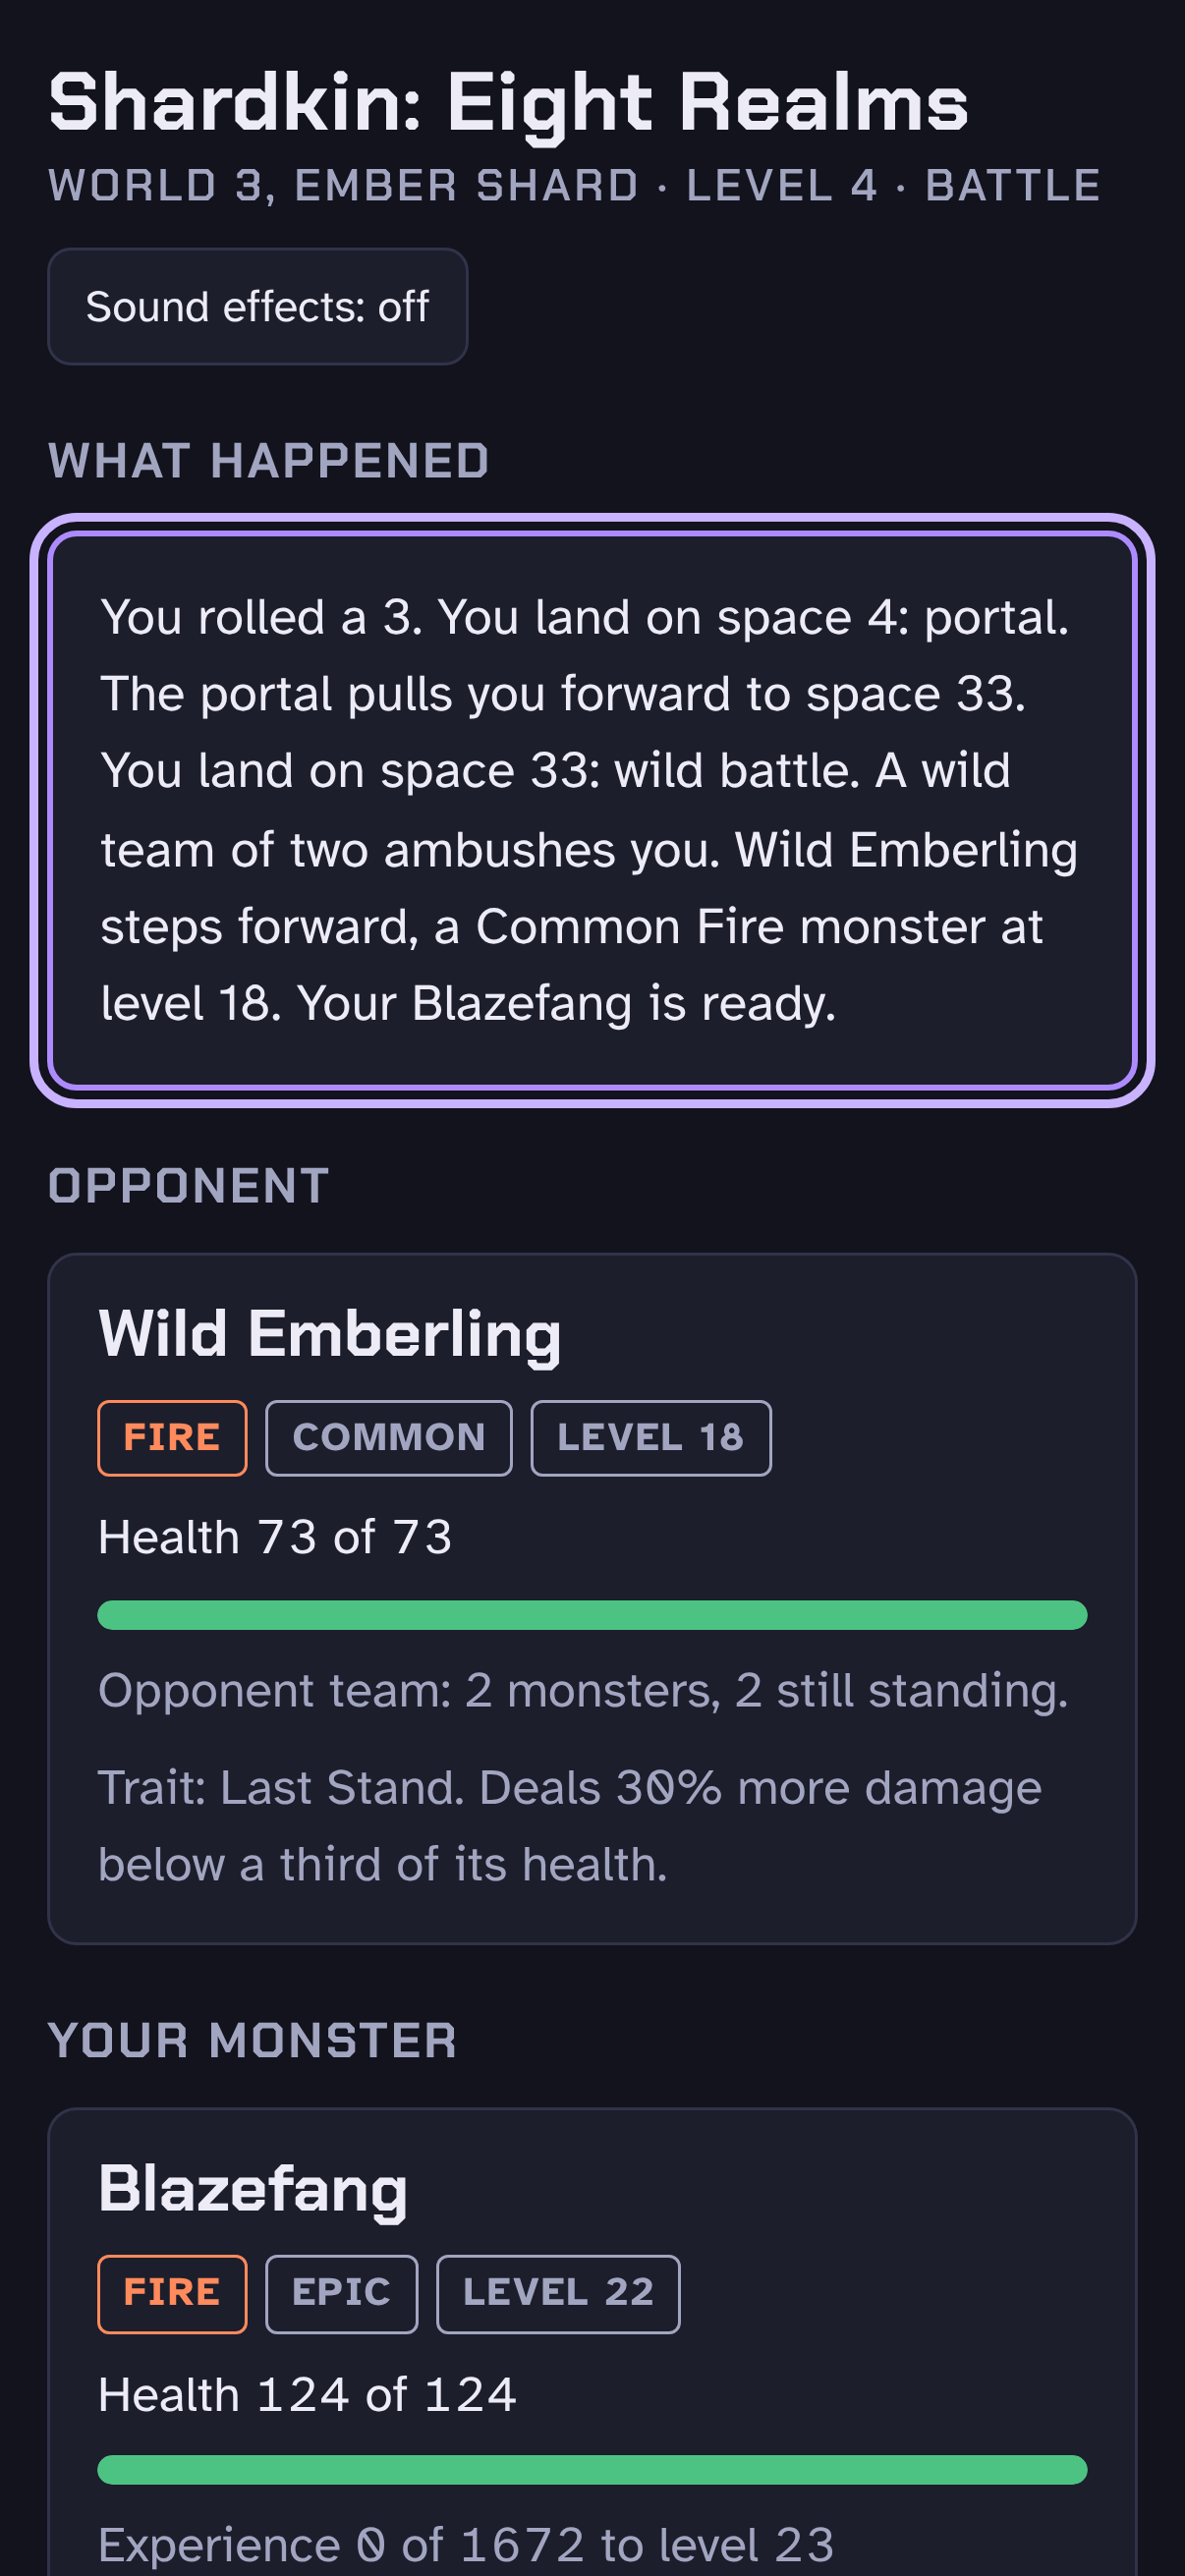 Shardkin: Eight Realms
WORLD 3, EMBER SHARD · LEVEL 4 · BATTLE
Sound effects: off
WHAT HAPPENED
You rolled a 3. You land on space 4: portal.
The portal pulls you forward to space 33.
You land on space 33: wild battle. A wild
team of two ambushes you. Wild Emberling
steps forward, a Common Fire monster at
level 18. Your Blazefang is ready.
OPPONENT
Wild Emberling
FIRE COMMON LEVEL 18
Health 73 of 73
Opponent team: 2 monsters, 2 still standing.
Trait: Last Stand. Deals 30% more damage
below a third of its health.
YOUR MONSTER
Blazefang
FIRE EPIC LEVEL 22
Health 124 of 124
Experience 0 of 1672 to level 23